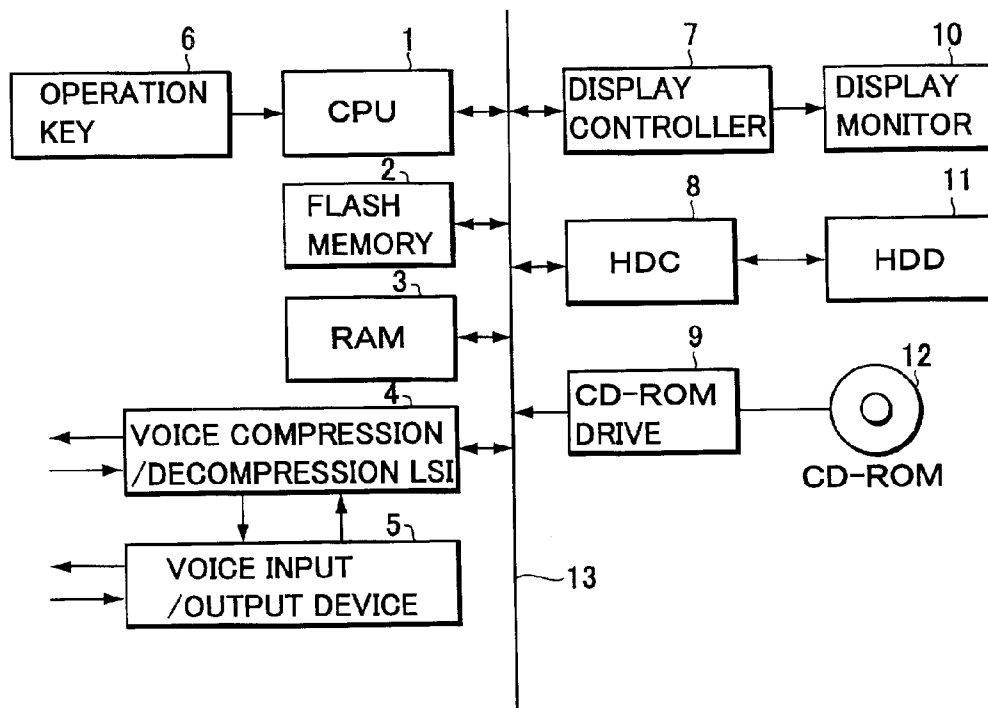 6
OPERATION
KEY
1
CPU
2
FLASH
MEMORY
3
RAM
4
VOICE COMPRESSION
/DECOMPRESSION LSI
5
VOICE INPUT
/OUTPUT DEVICE
7
DISPLAY
CONTROLLER
10
DISPLAY
MONITOR
8
HDC
11
HDD
9
CD-ROM
DRIVE
12
CD-ROM
13